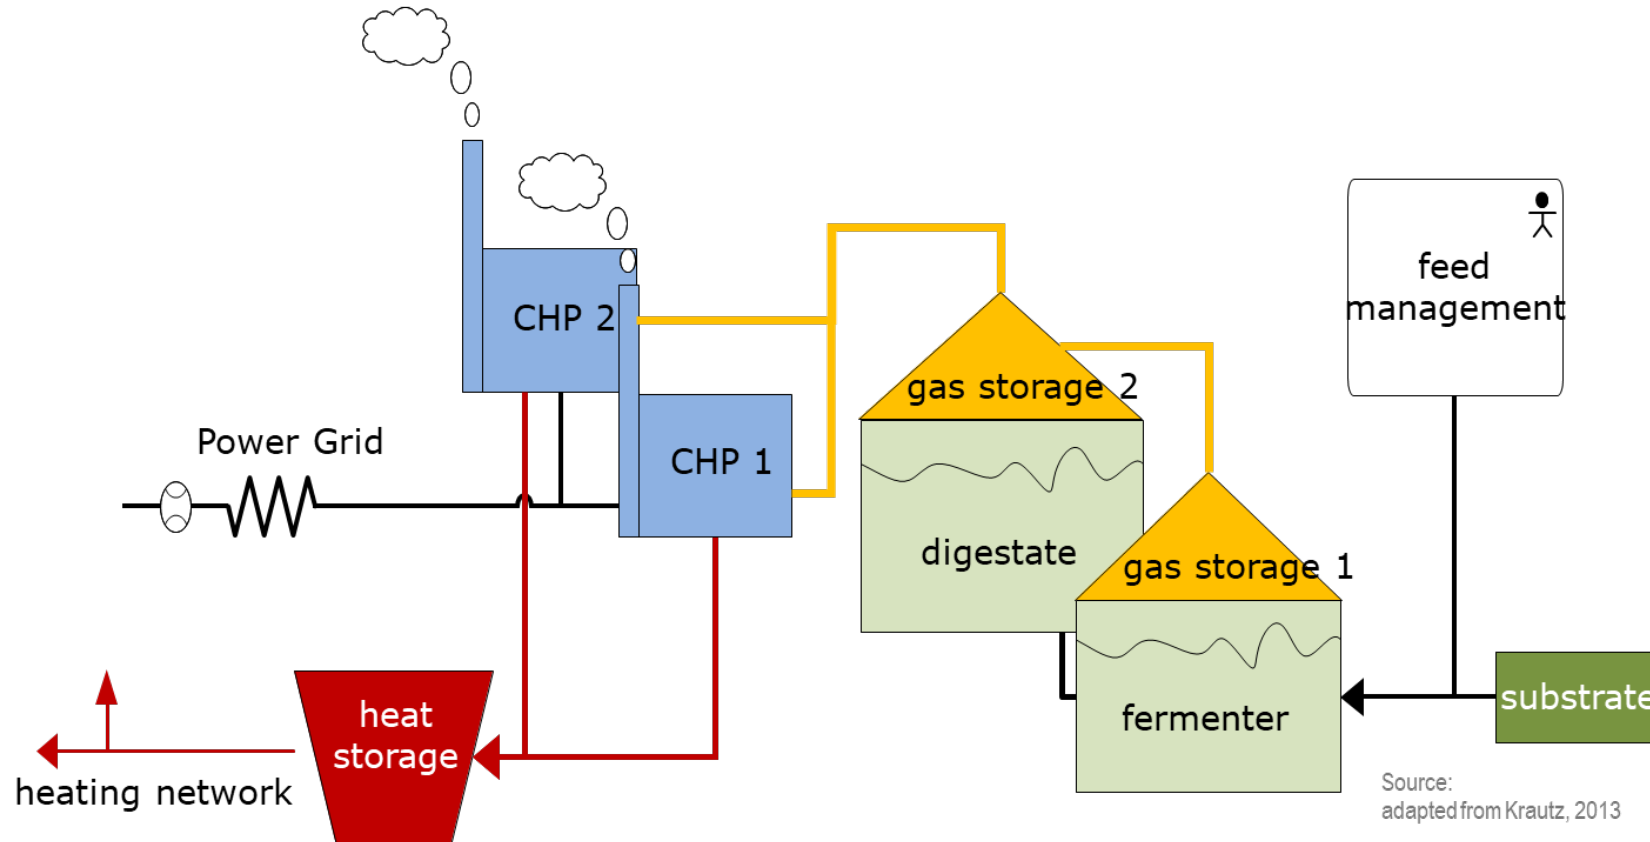 feed
management
CHP 2
gas storage 2
Power Grid
CHP 1
digestate
gas storage 1
heat
storage
fermenter
substrate
heating network
Source:
adapted from Krautz, 2013